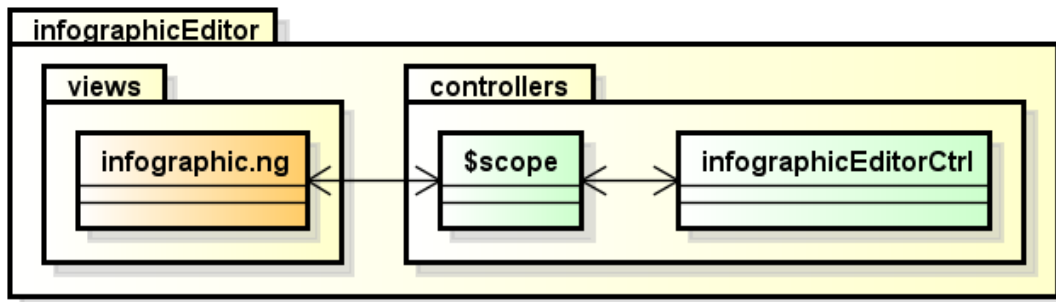 infographicEditor
views
controllers
infographic.ng
$scope
infographicEditorCtrl